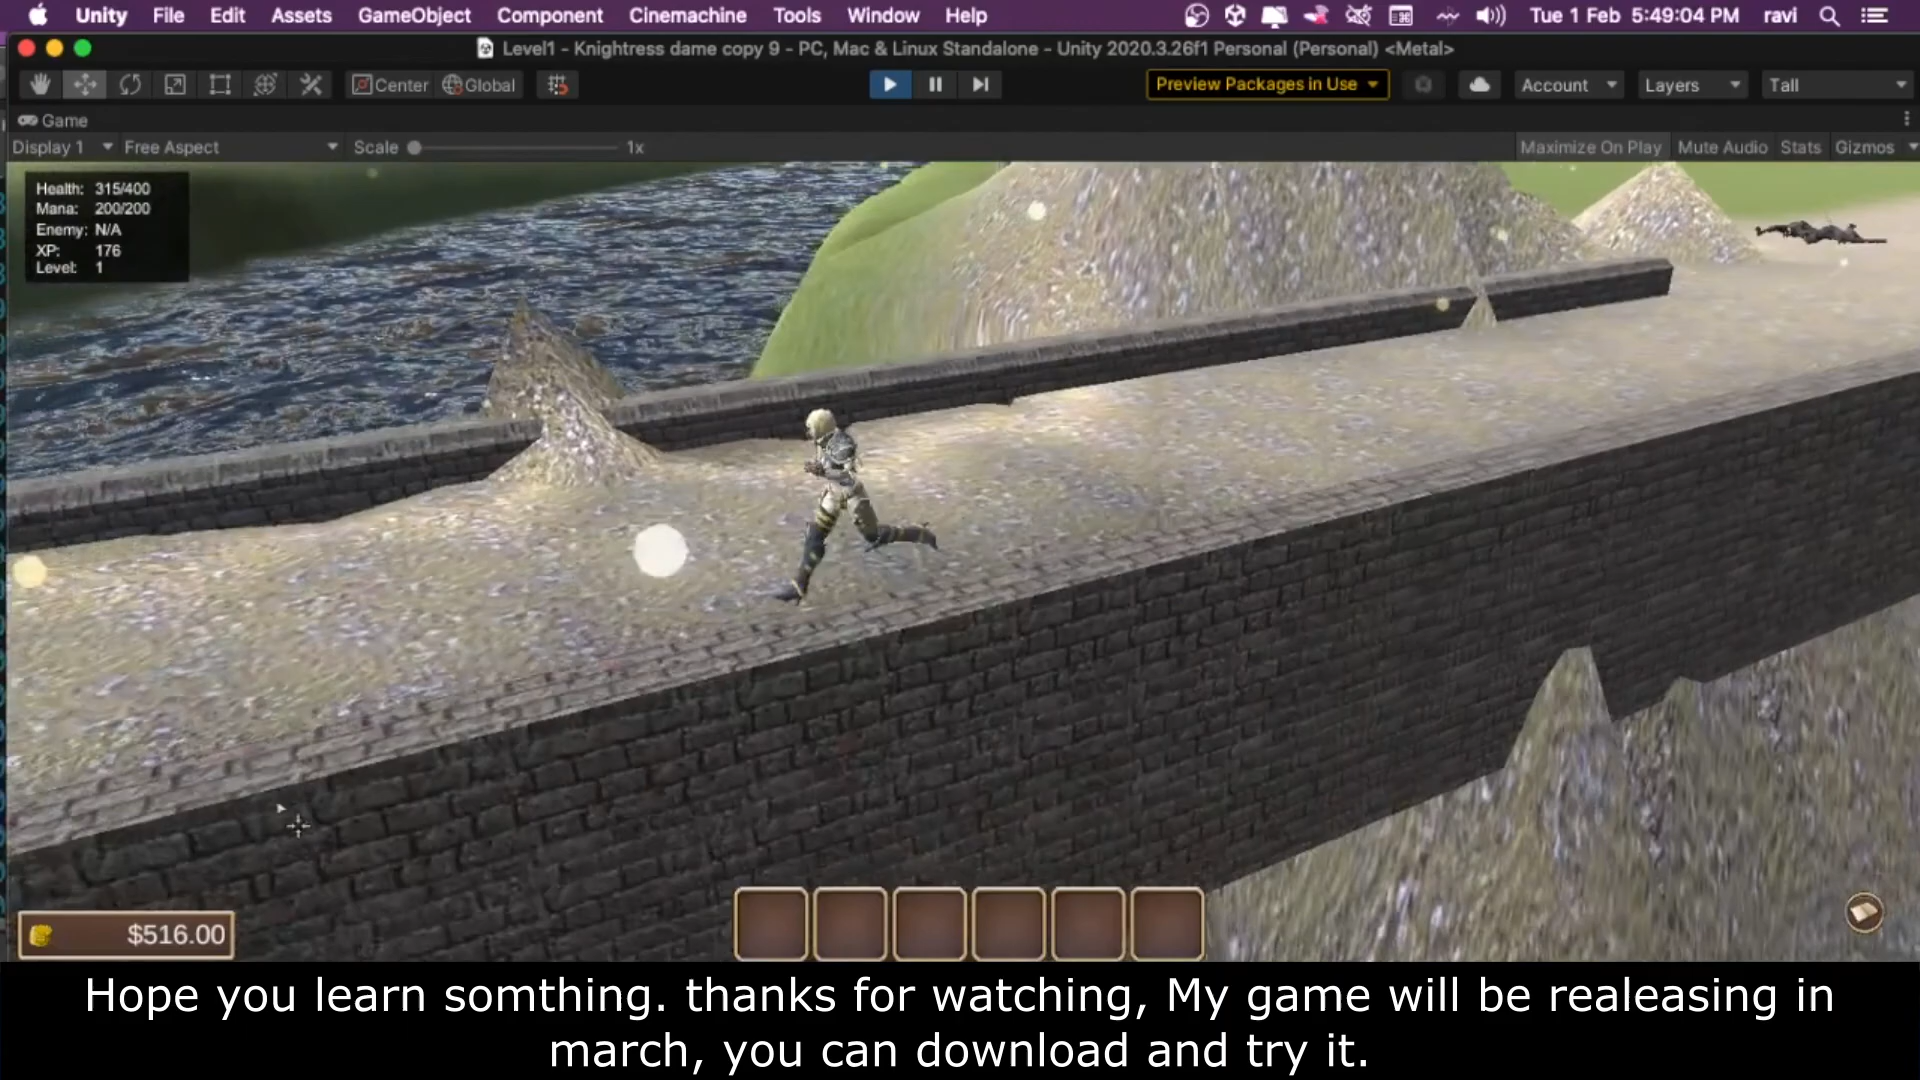 Unity File Edit Assets GameObject Component Cinemachine Tools Window Help Tue 1 Feb 5:49:04 PM ravi
Level1 - Knightress dame copy 9 - PC, Mac & Linux Standalone - Unity 2020.3.26f1 Personal (Personal) <Metal>
Center Global Preview Packages in Use Account Layers Tall
Game
Display 1 Free Aspect Scale 1x Maximize On Play Mute Audio Stats Gizmos
Health: 315/400
Mana: 200/200
Enemy: N/A
XP: 176
Level: 1
$516.00
Hope you learn somthing. thanks for watching, My game will be realeasing in
march, you can download and try it.